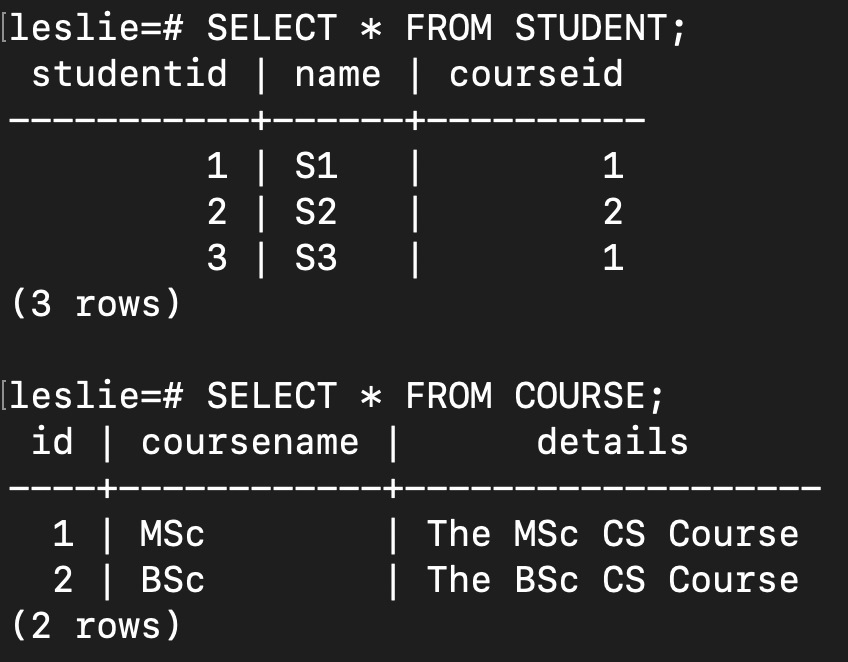 leslie=# SELECT * FROM STUDENT;
 studentid | name | courseid
-----------+------+----------
         1 | S1   |        1
         2 | S2   |        2
         3 | S3   |        1
(3 rows)

leslie=# SELECT * FROM COURSE;
 id | coursename |      details
----+------------+-------------------
  1 | MSc        | The MSc CS Course
  2 | BSc        | The BSc CS Course
(2 rows)